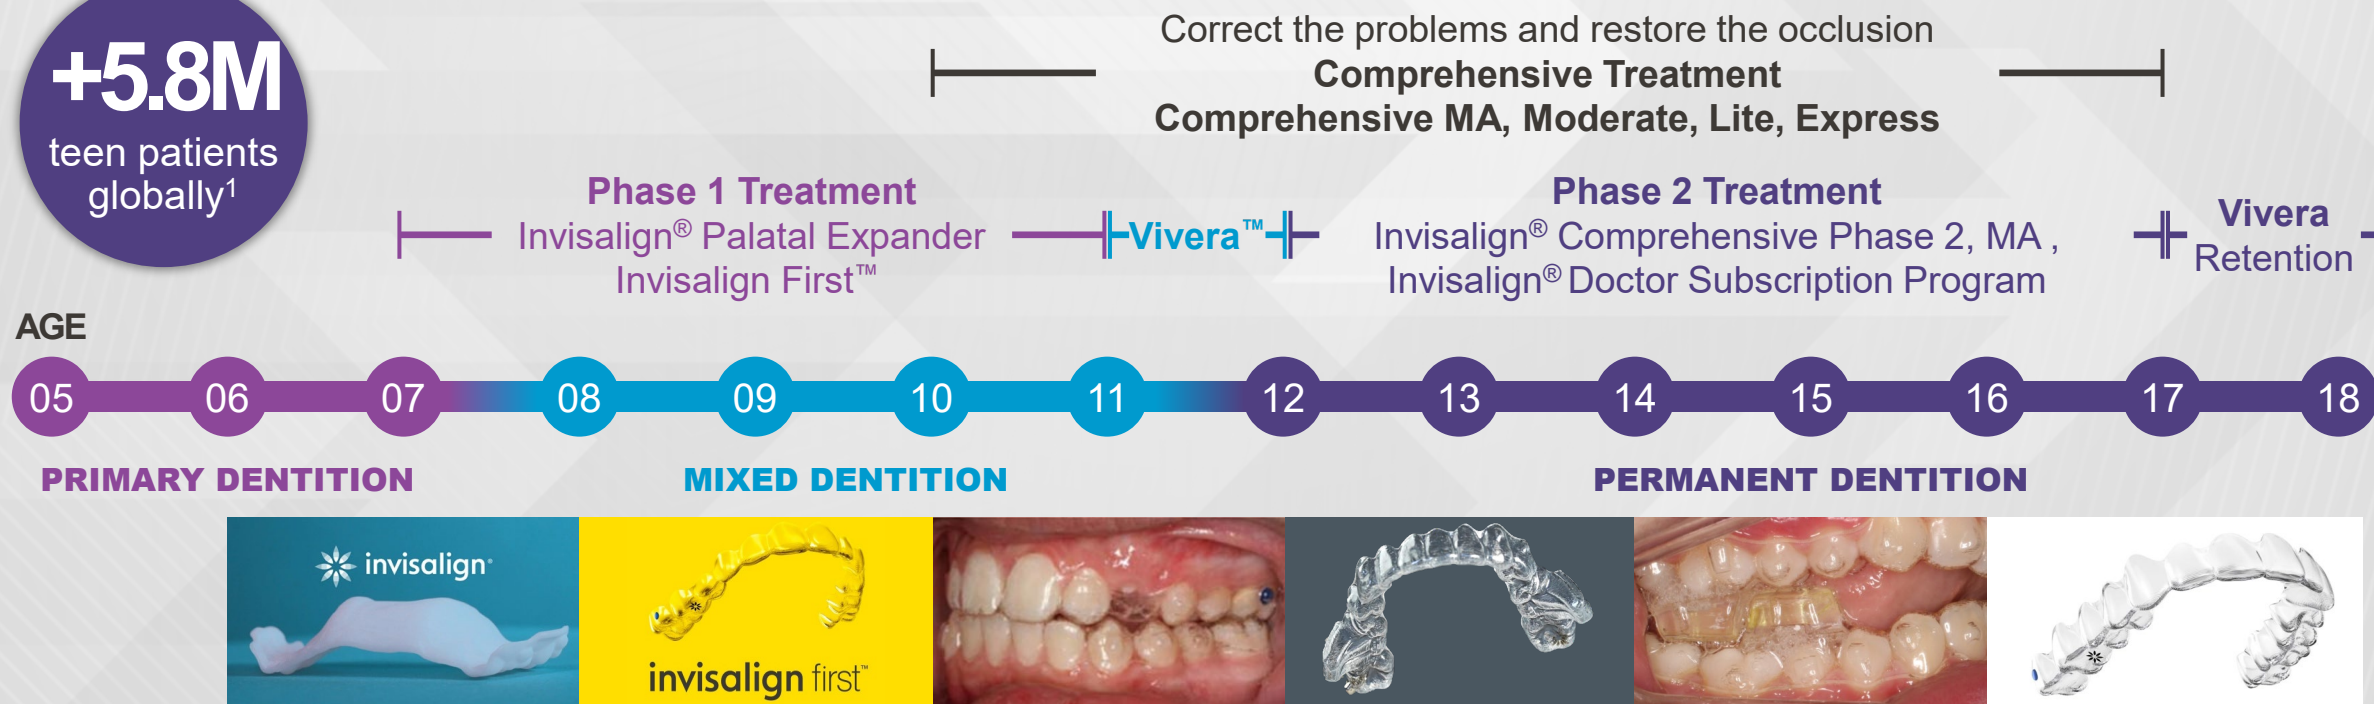 +5.8M
teen patients
globally1
Correct the problems and restore the occlusion
Comprehensive Treatment
Comprehensive MA, Moderate, Lite, Express
Phase 1 Treatment
Invisalign® Palatal Expander
Invisalign First™
Vivera™
Phase 2 Treatment
Invisalign® Comprehensive Phase 2, MA ,
Invisalign® Doctor Subscription Program
Vivera
Retention
AGE
05 06 07 08 09 10 11 12 13 14 15 16 17 18
PRIMARY DENTITION
MIXED DENTITION
PERMANENT DENTITION
invisalign®
invisalign first™